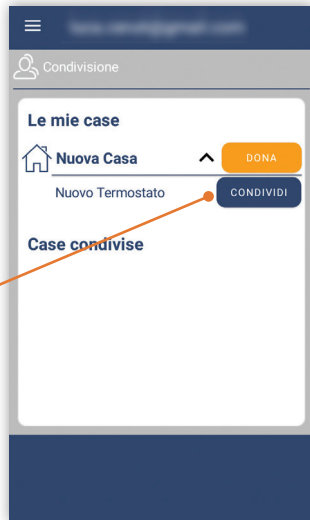 Condivisione
Le mie case
Nuova Casa DONA
Nuovo Termostato CONDIVIDI
Case condivise